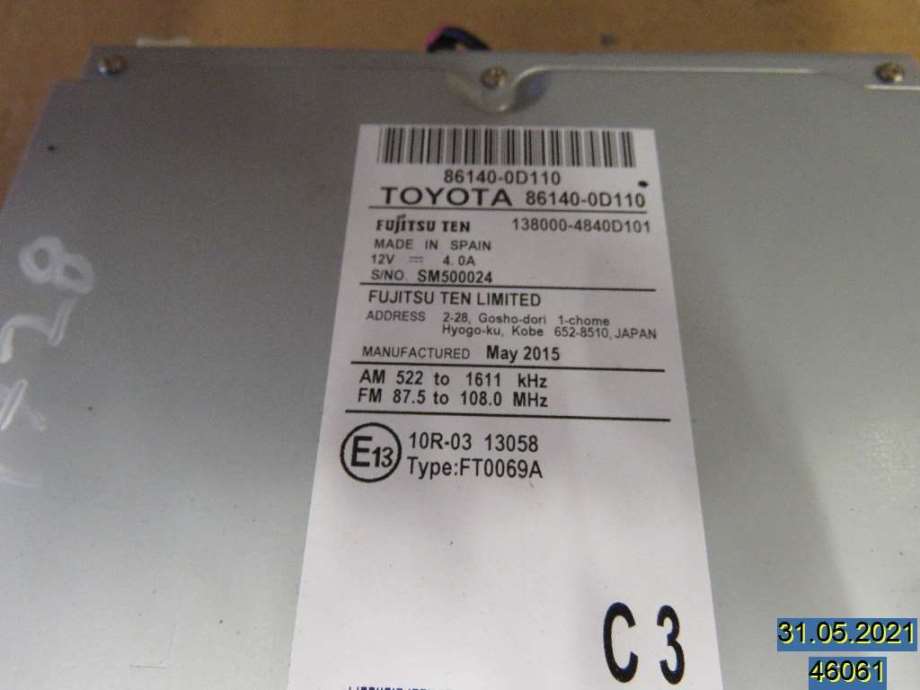 86140-0D110
TOYOTA 86140-0D110
FUJITSU TEN 138000-4840D101
MADE IN SPAIN
12V ⎓ 4.0A
S/NO. SM500024
FUJITSU TEN LIMITED
ADDRESS 2-28, Gosho-dori 1-chome
Hyogo-ku, Kobe 652-8510, JAPAN
MANUFACTURED May 2015
AM 522 to 1611 kHz
FM 87.5 to 108.0 MHz
E13 10R-03 13058
Type:FT0069A
C 3
31.05.2021
46061